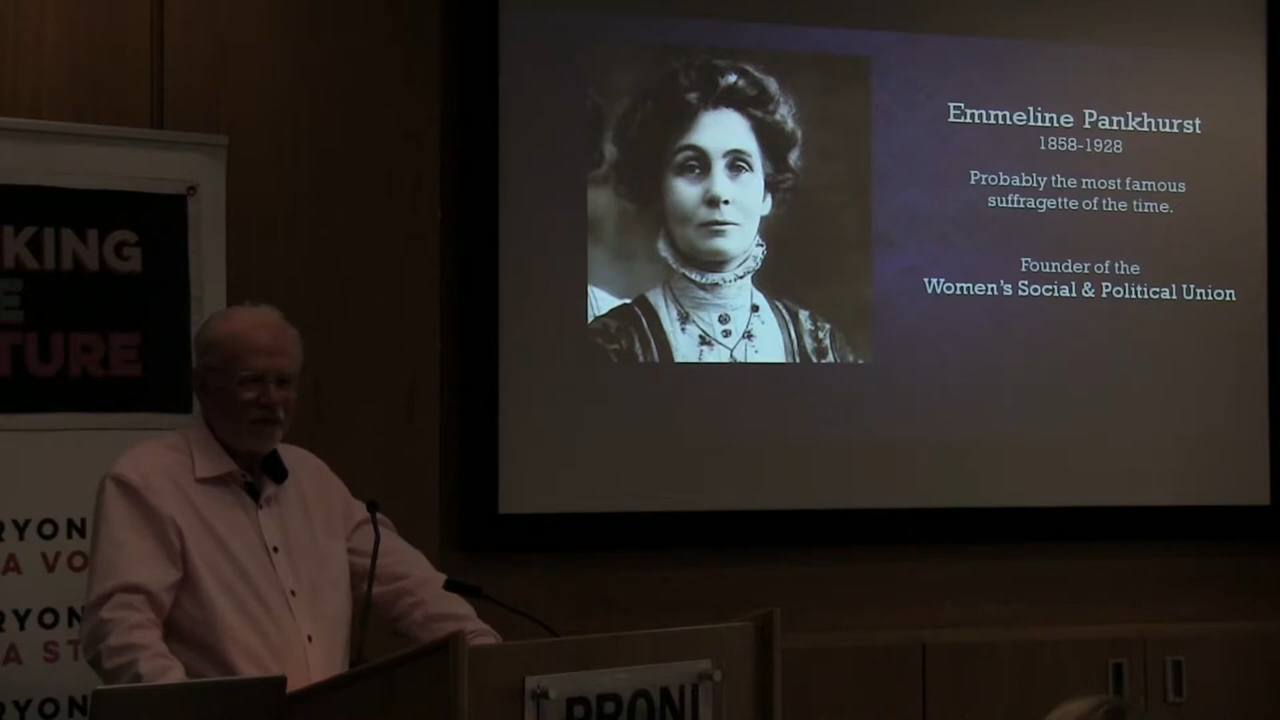 KING
E
TURE
RYON
A VO
RYON
A ST
RYON
Emmeline Pankhurst
1858-1928
Probably the most famous
suffragette of the time.
Founder of the
Women's Social & Political Union
PRONI